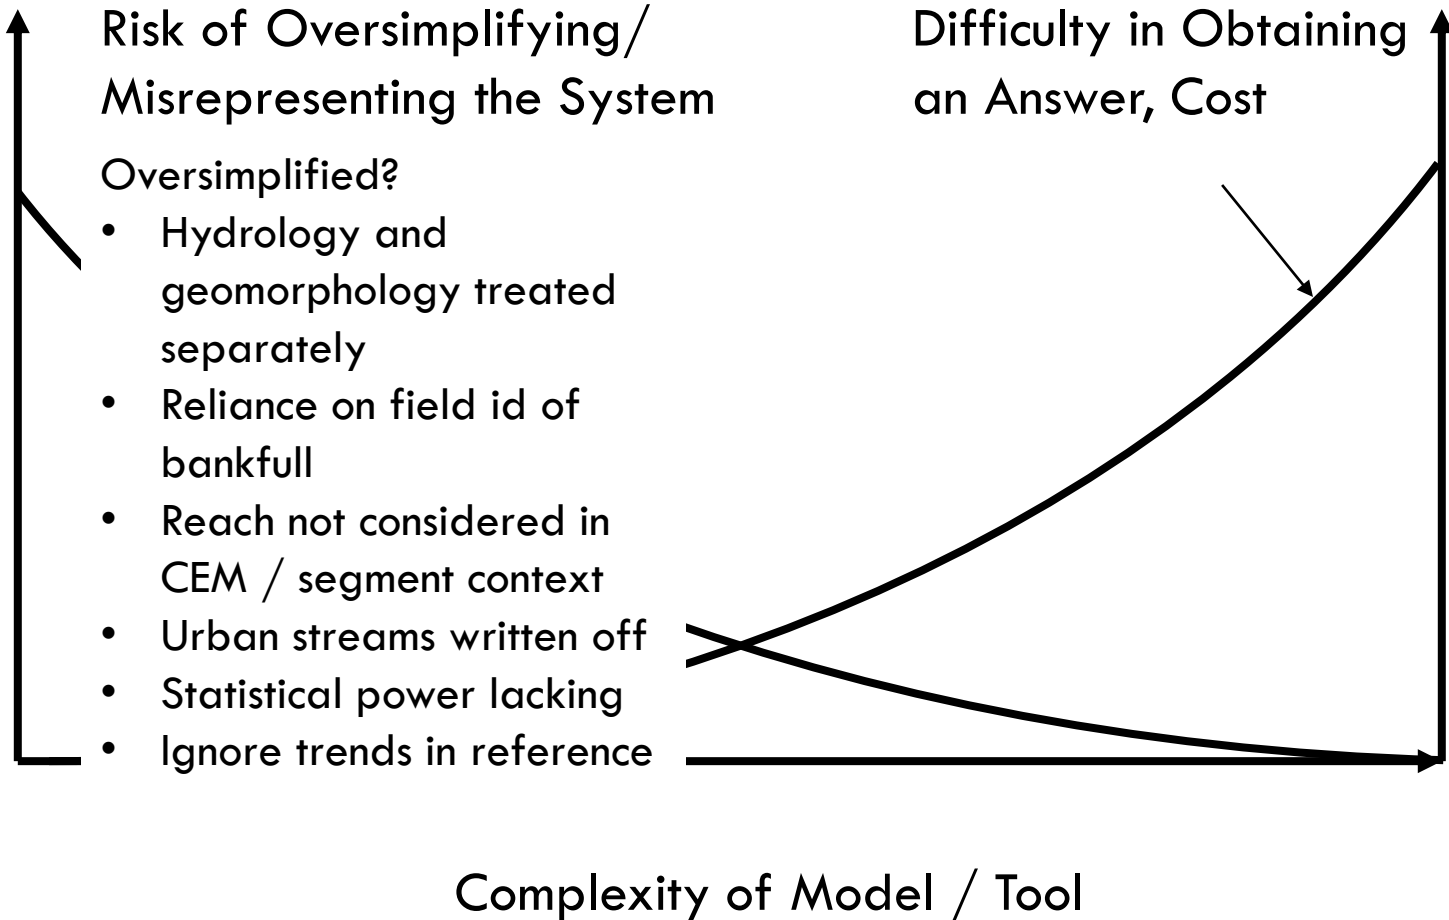 Risk of Oversimplifying/
Misrepresenting the System
Difficulty in Obtaining
an Answer, Cost
Oversimplified?
• Hydrology and
geomorphology treated
separately
• Reliance on field id of
bankfull
• Reach not considered in
CEM / segment context
• Urban streams written off
• Statistical power lacking
• Ignore trends in reference
Complexity of Model / Tool